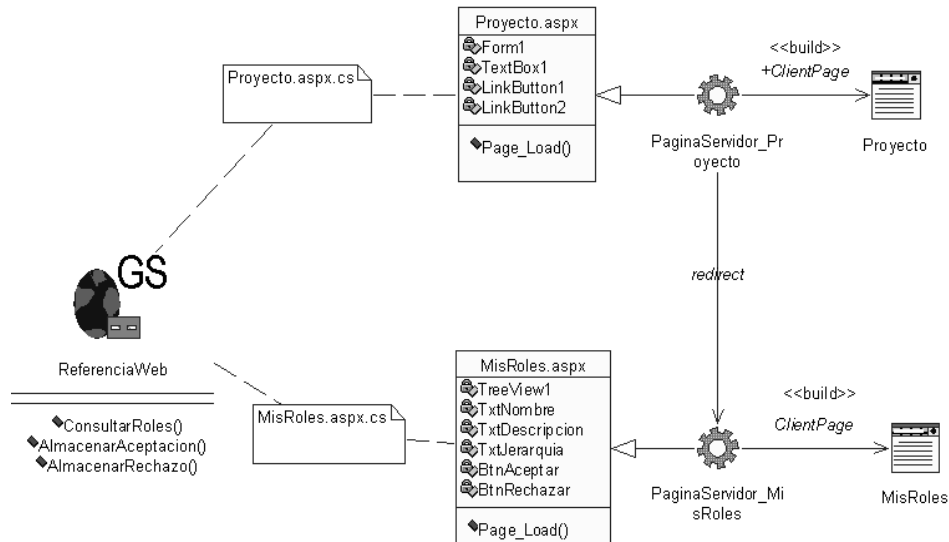 Proyecto.aspx
Form1
TextBox1
LinkButton1
LinkButton2
Page_Load()
Proyecto.aspx.cs
<<build>>
+ClientPage
PaginaServidor_Pr
oyecto
Proyecto
redirect
GS
ReferenciaWeb
ConsultarRoles()
AlmacenarAceptacion()
AlmacenarRechazo()
MisRoles.aspx.cs
MisRoles.aspx
TreeView1
TxtNombre
TxtDescripcion
TxtJerarquia
BtnAceptar
BtnRechazar
Page_Load()
<<build>>
ClientPage
PaginaServidor_Mi
sRoles
MisRoles